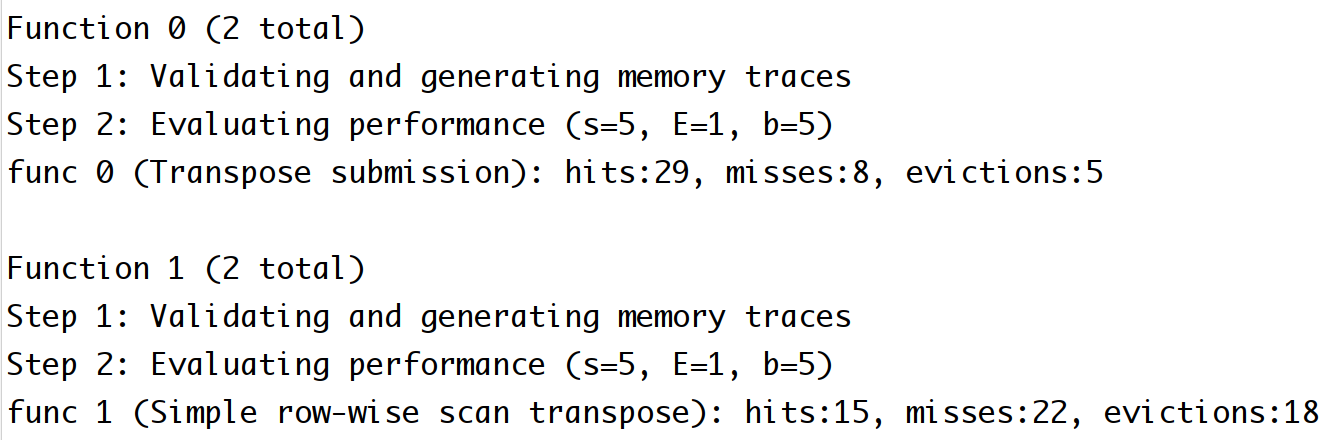 Function 0 (2 total)
Step 1: Validating and generating memory traces
Step 2: Evaluating performance (s=5, E=1, b=5)
func 0 (Transpose submission): hits:29, misses:8, evictions:5
Function 1 (2 total)
Step 1: Validating and generating memory traces
Step 2: Evaluating performance (s=5, E=1, b=5)
func 1 (Simple row-wise scan transpose): hits:15, misses:22, evictions:18